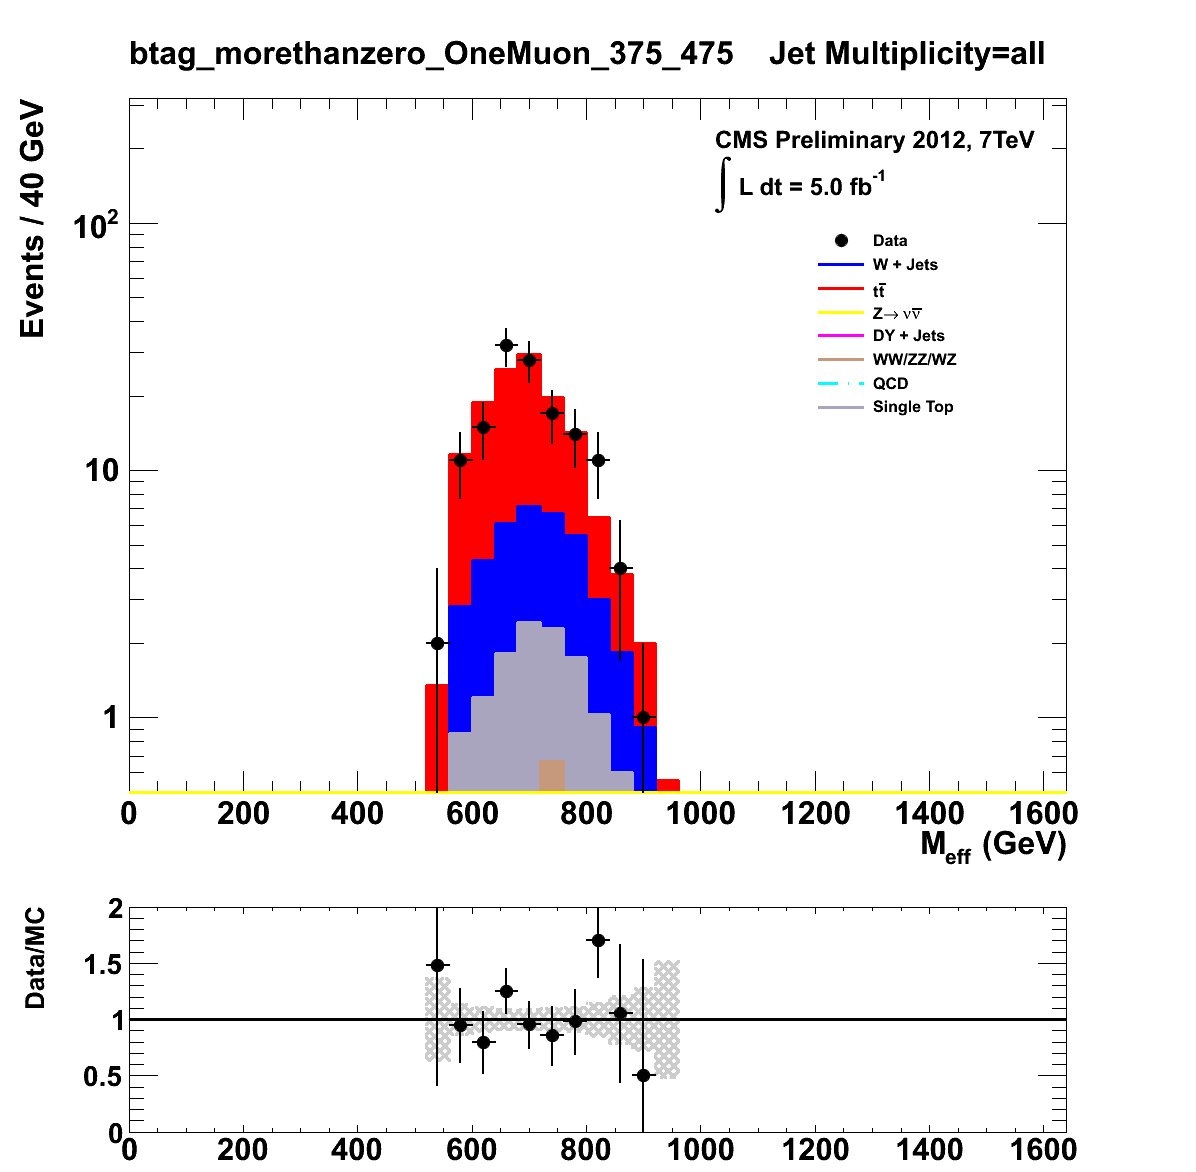 btag_morethanzero_OneMuon_375_475    Jet Multiplicity=all
Events / 40 GeV
CMS Preliminary 2012, 7TeV
∫ L dt = 5.0 fb⁻¹
Data
W + Jets
tt̅
Z→ νν̅
DY + Jets
WW/ZZ/WZ
QCD
Single Top
10²
10
1
0 200 400 600 800 1000 1200 1400 1600
M_eff (GeV)
Data/MC
2
1.5
1
0.5
0
0 200 400 600 800 1000 1200 1400 1600